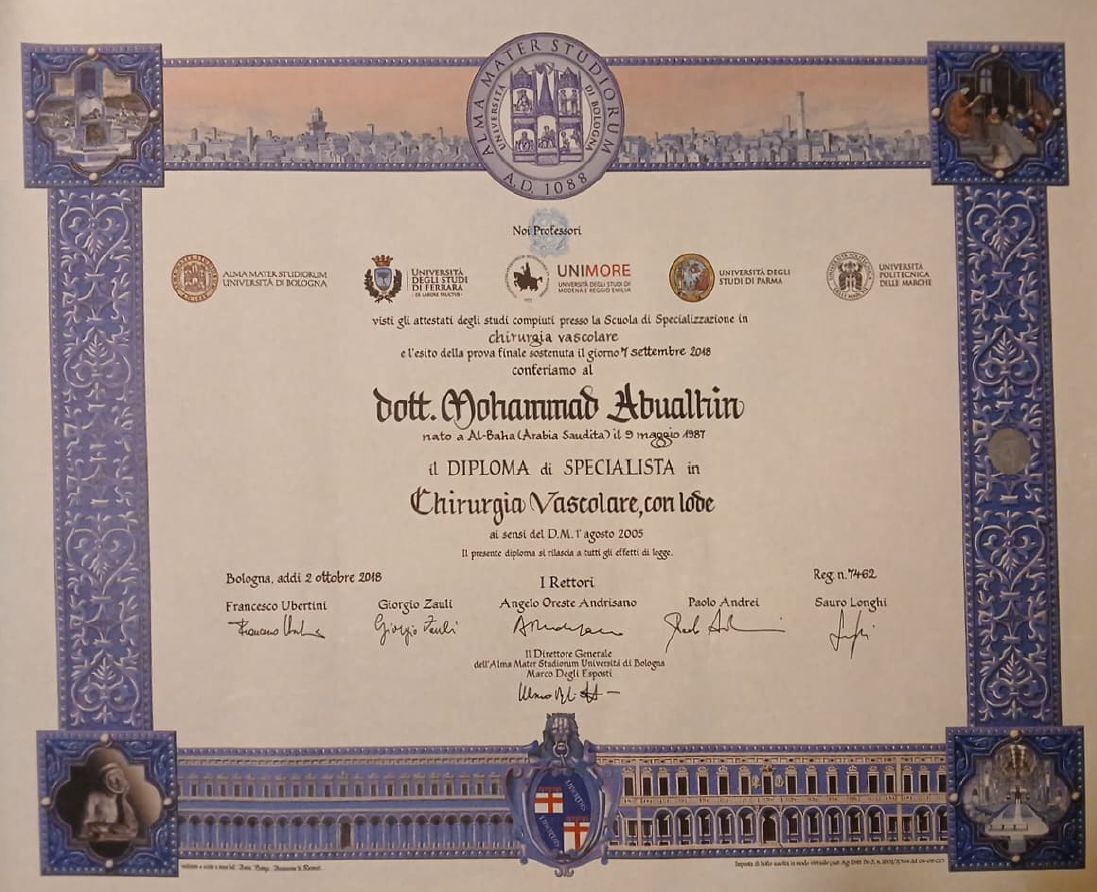 ALMA MATER STUDIORUM
UNIVERSITÀ DI BOLOGNA
A.D. 1088
Noi Professori
ALMA MATER STUDIORUM
UNIVERSITÀ DI BOLOGNA
UNIVERSITÀ
DEGLI STUDI
DI FERRARA
- EX LABORE FRUCTUS -
UNIMORE
UNIVERSITÀ DEGLI STUDI DI
MODENA E REGGIO EMILIA
UNIVERSITÀ DEGLI
STUDI DI PARMA
UNIVERSITÀ
POLITECNICA
DELLE MARCHE
visti gli attestati degli studi compiuti presso la Scuola di Specializzazione in
chirurgia vascolare
e l'esito della prova finale sostenuta il giorno 7 settembre 2018
conferiamo al
dott. Mohammad Abualhin
nato a Al-Baha (Arabia Saudita) il 9 maggio 1987
il DIPLOMA di SPECIALISTA in
Chirurgia Vascolare, con lode
ai sensi del D.M. 1° agosto 2005
Il presente diploma si rilascia a tutti gli effetti di legge.
Bologna, addì 2 ottobre 2018
Reg. n. 7462
I Rettori
Francesco Ubertini Giorgio Zauli Angelo Oreste Andrisano Paolo Andrei Sauro Longhi
Giorgio Zauli
Il Direttore Generale
dell'Alma Mater Studiorum Università di Bologna
Marco Degli Esposti